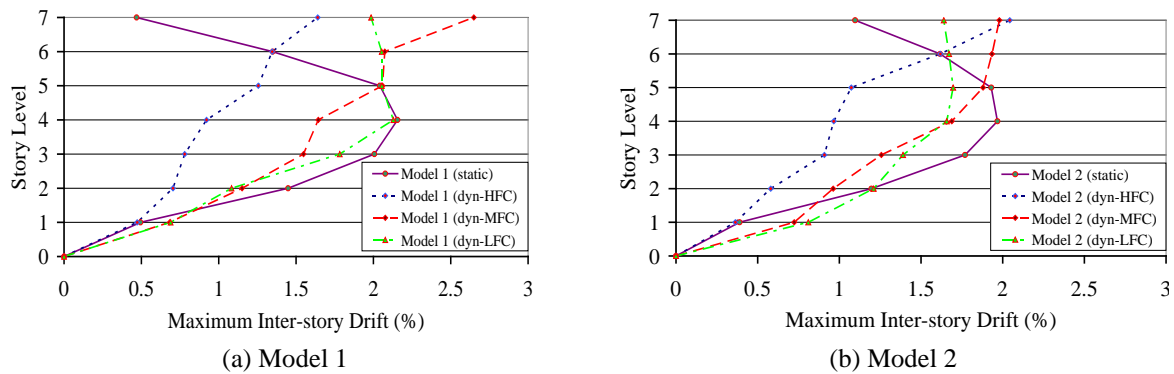 7
6
5
4
3
2
1
0
Story Level
Model 1 (static)
Model 1 (dyn-HFC)
Model 1 (dyn-MFC)
Model 1 (dyn-LFC)
0 0.5 1 1.5 2 2.5 3
Maximum Inter-story Drift (%)
(a) Model 1
7
6
5
4
3
2
1
0
Story Level
Model 2 (static)
Model 2 (dyn-HFC)
Model 2 (dyn-MFC)
Model 2 (dyn-LFC)
0 0.5 1 1.5 2 2.5 3
Maximum Inter-story Drift (%)
(b) Model 2